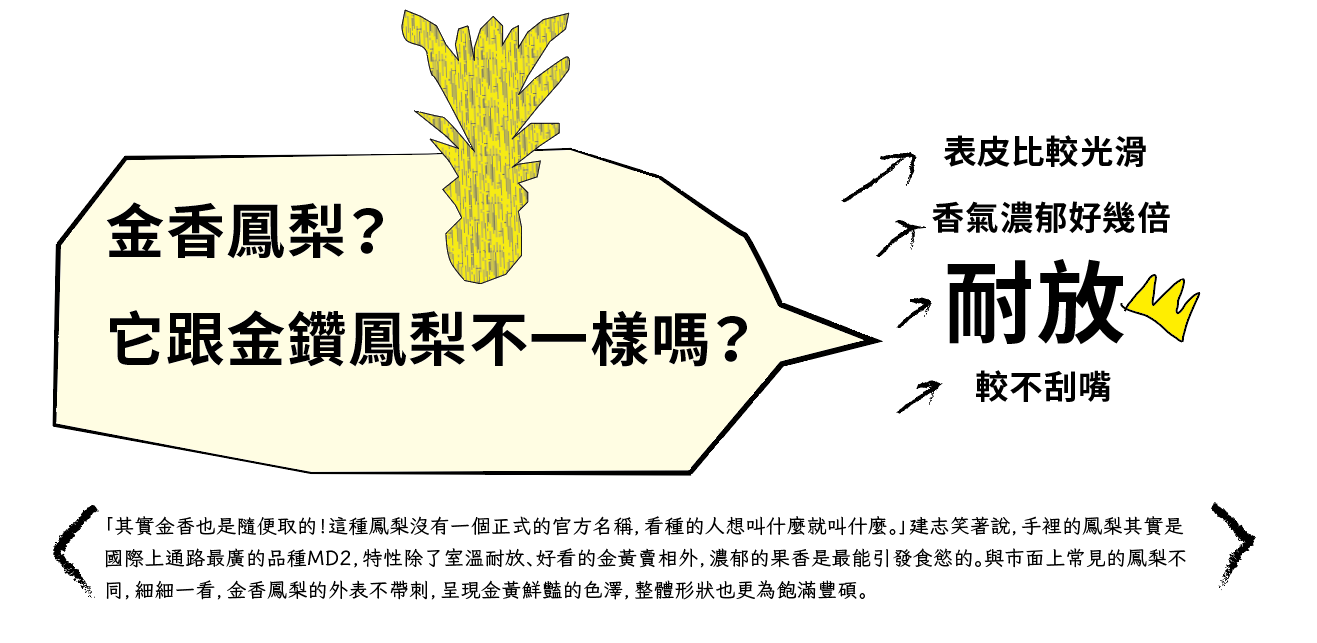 金香鳳梨？
它跟金鑽鳳梨不一樣嗎？
表皮比較光滑
香氣濃郁好幾倍
耐放
較不刮嘴
「其實金香也是隨便取的！這種鳳梨沒有一個正式的官方名稱，看種的人想叫什麼就叫什麼。」建志笑著說，手裡的鳳梨其實是
國際上通路最廣的品種MD2，特性除了室溫耐放、好看的金黃賣相外，濃郁的果香是最能引發食慾的。與市面上常見的鳳梨不
同，細細一看，金香鳳梨的外表不帶刺，呈現金黃鮮豔的色澤，整體形狀也更為飽滿豐碩。